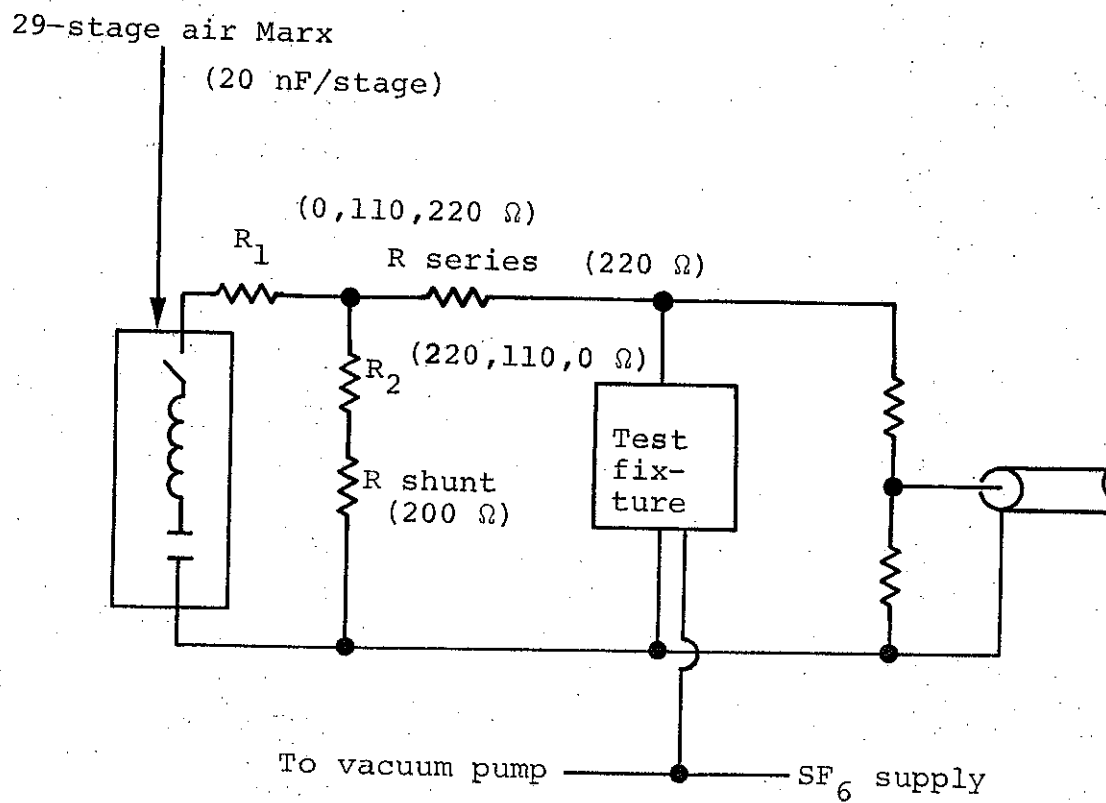 29-stage air Marx
(20 nF/stage)
(0,110,220 Ω)
R1
R series (220 Ω)
R2
(220,110,0 Ω)
R shunt
(200 Ω)
Test
fix-
ture
To vacuum pump
SF6 supply